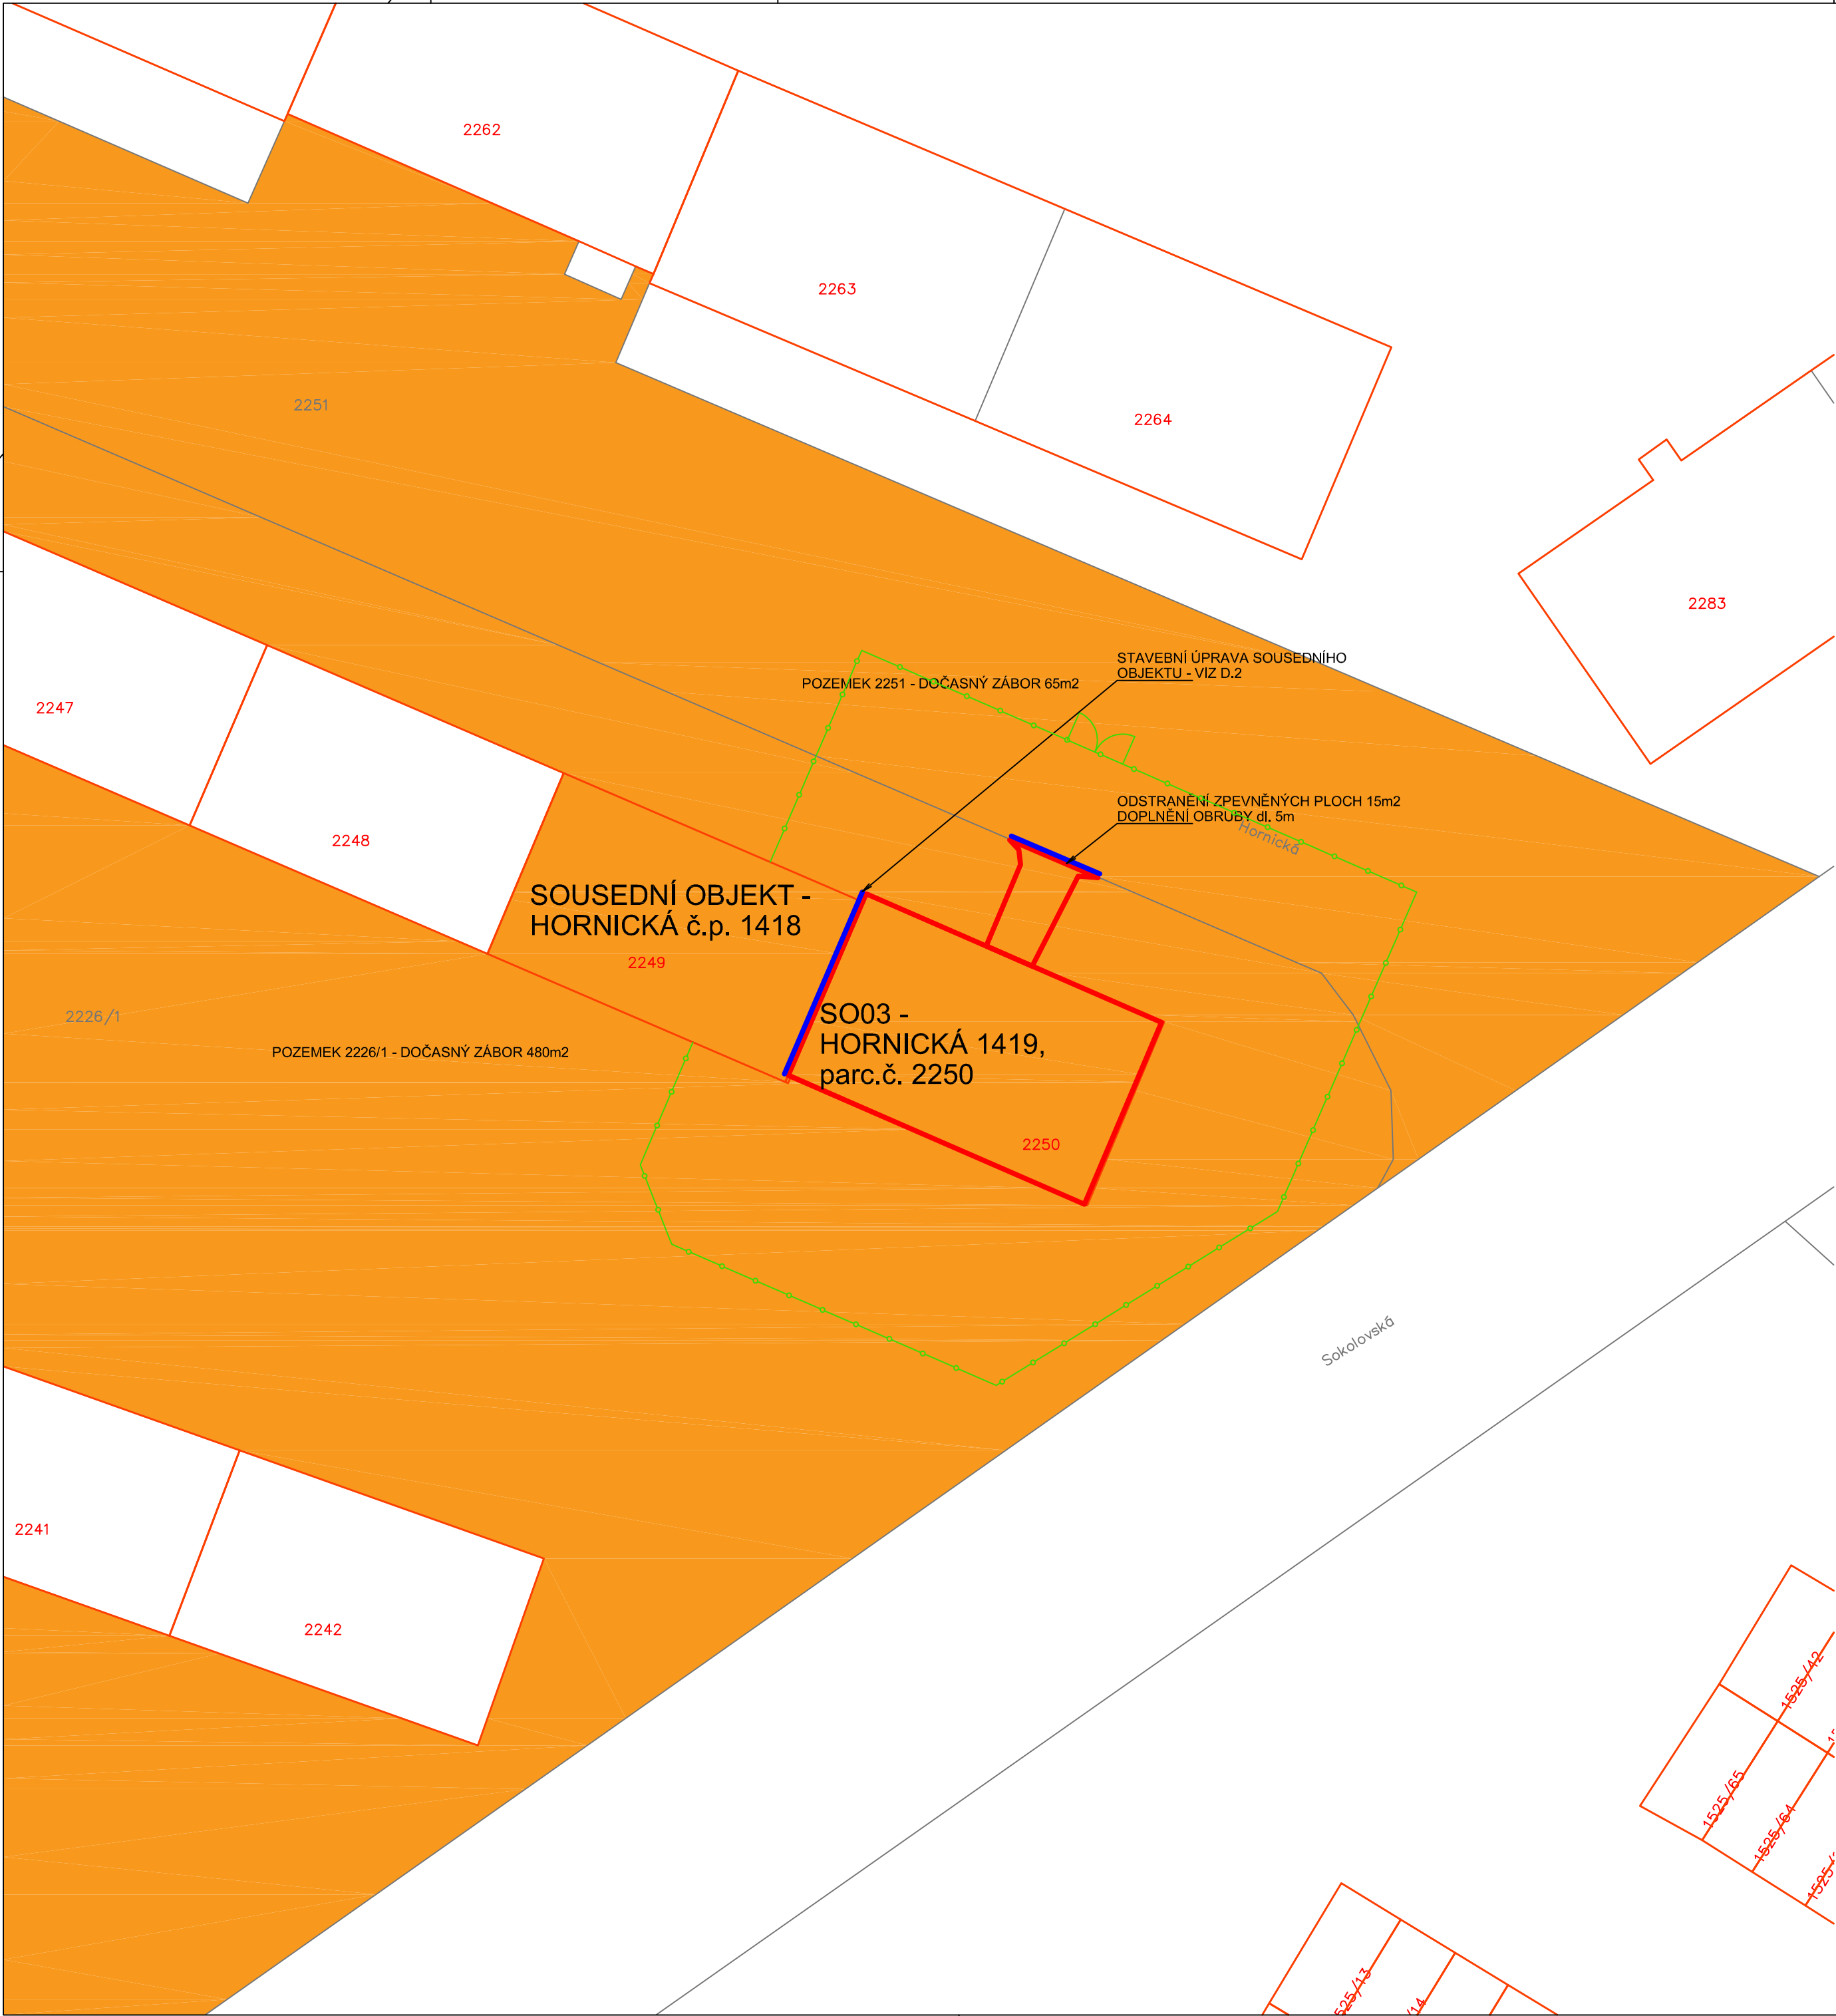 2262
2263
2251
2264
2283
STAVEBNÍ ÚPRAVA SOUSEDNÍHO
OBJEKTU - VIZ D.2
POZEMEK 2251 - DOČASNÝ ZÁBOR 65m2
2247
ODSTRANĚNÍ ZPEVNĚNÝCH PLOCH 15m2
DOPLNĚNÍ OBRUBY dl. 5m
Hornická
2248
SOUSEDNÍ OBJEKT -
HORNICKÁ č.p. 1418
2249
2226/1
SO03 -
HORNICKÁ 1419,
parc.č. 2250
POZEMEK 2226/1 - DOČASNÝ ZÁBOR 480m2
2250
Sokolovská
2241
2242
1525/42
1525/65
1525/64